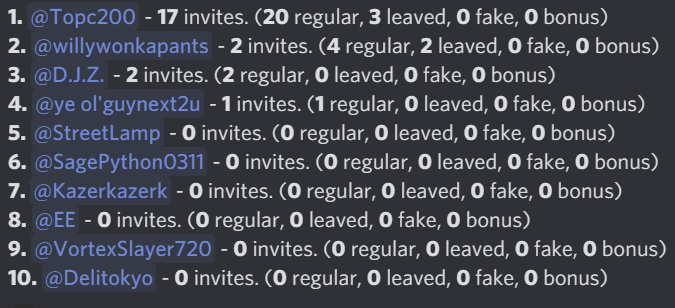 1. @Topc200 - 17 invites. (20 regular, 3 leaved, 0 fake, 0 bonus)
2. @willywonkapants - 2 invites. (4 regular, 2 leaved, 0 fake, 0 bonus)
3. @D.J.Z. - 2 invites. (2 regular, 0 leaved, 0 fake, 0 bonus)
4. @ye ol'guynext2u - 1 invites. (1 regular, 0 leaved, 0 fake, 0 bonus)
5. @StreetLamp - 0 invites. (0 regular, 0 leaved, 0 fake, 0 bonus)
6. @SagePython0311 - 0 invites. (0 regular, 0 leaved, 0 fake, 0 bonus)
7. @Kazerkazerk - 0 invites. (0 regular, 0 leaved, 0 fake, 0 bonus)
8. @EE - 0 invites. (0 regular, 0 leaved, 0 fake, 0 bonus)
9. @VortexSlayer720 - 0 invites. (0 regular, 0 leaved, 0 fake, 0 bonus)
10. @Delitokyo - 0 invites. (0 regular, 0 leaved, 0 fake, 0 bonus)